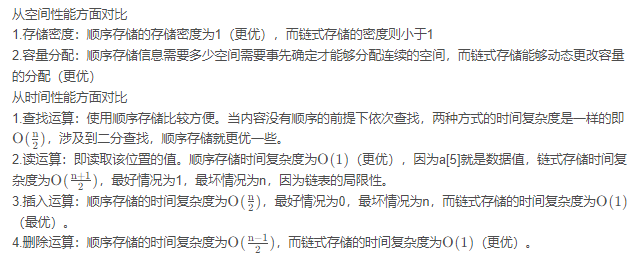 从空间性能方面对比
1.存储密度：顺序存储的存储密度为1（更优），而链式存储的密度则小于1
2.容量分配：顺序存储信息需要多少空间需要事先确定才能够分配连续的空间，而链式存储能够动态更改容量
的分配（更优）
从时间性能方面对比
1.查找运算：使用顺序存储比较方便。当内容没有顺序的前提下依次查找，两种方式的时间复杂度是一样的即
O(n/2)，涉及到二分查找，顺序存储就更优一些。
2.读运算：即读取该位置的值。顺序存储时间复杂度为O(1)（更优），因为a[5]就是数据值，链式存储时间复
杂度为O((n+1)/2)，最好情况为1，最坏情况为n，因为链表的局限性。
3.插入运算：顺序存储的时间复杂度为O(n/2)，最好情况为0，最坏情况为n，而链式存储的时间复杂度为O(1)
（最优）。
4.删除运算：顺序存储的时间复杂度为O((n−1)/2)，而链式存储的时间复杂度为O(1)（更优）。